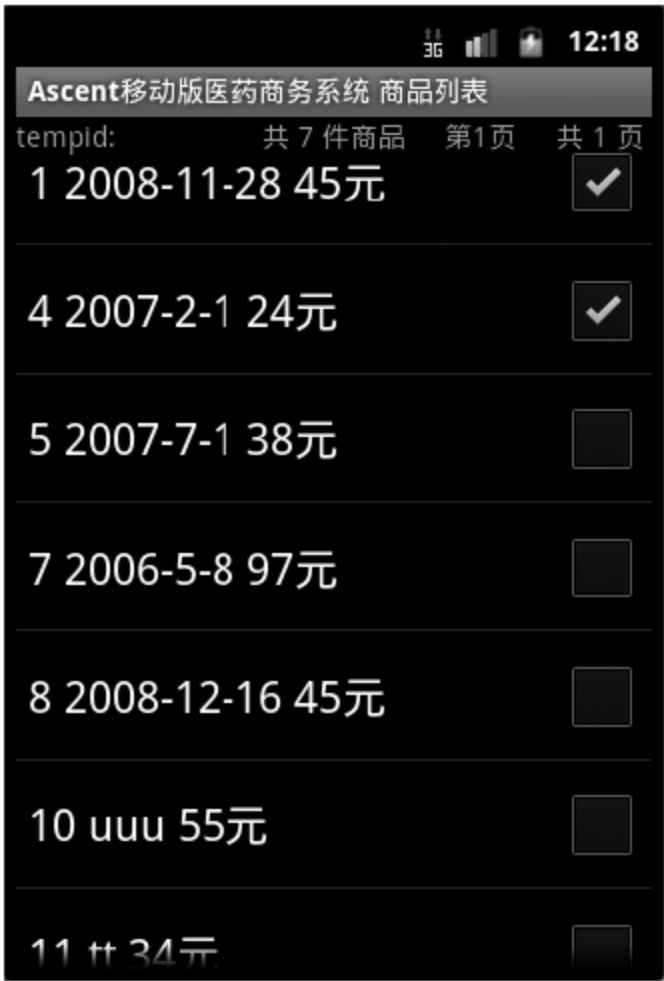 3G 12:18
Ascent移动版医药商务系统 商品列表
tempid: 共 7 件商品 第1页 共 1 页
1 2008-11-28 45元
4 2007-2-1 24元
5 2007-7-1 38元
7 2006-5-8 97元
8 2008-12-16 45元
10 uuu 55元
11 tt 34元